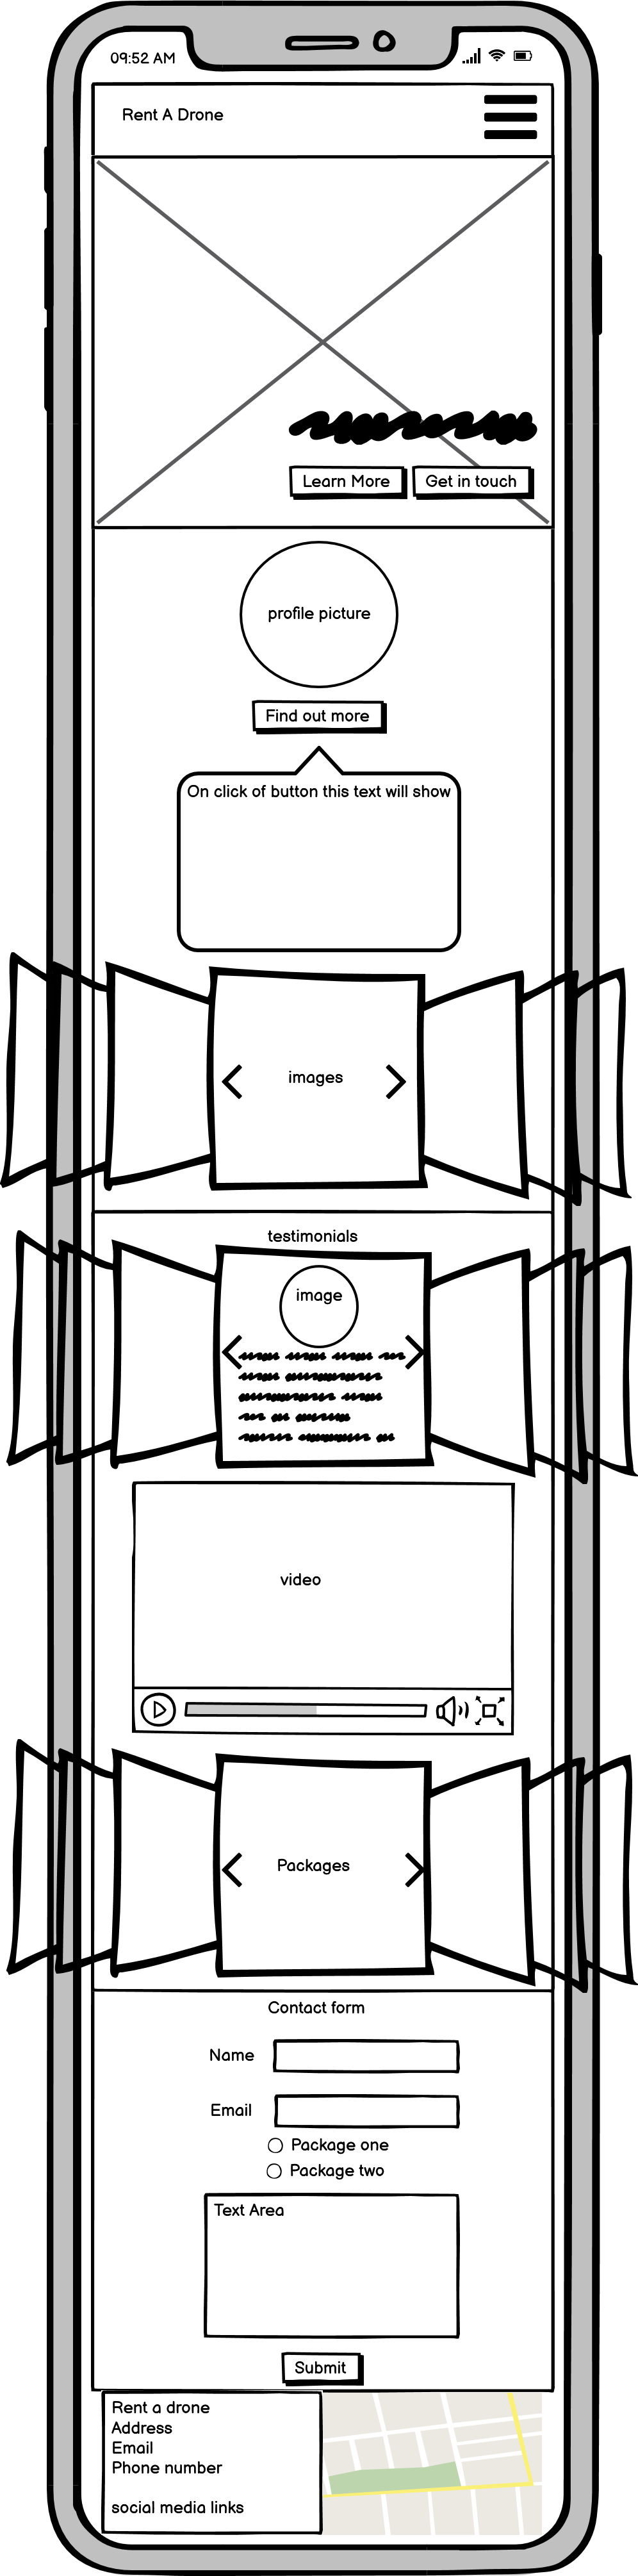 09:52 AM
Rent A Drone
Learn More
Get in touch
profile picture
Find out more
On click of button this text will show
images
testimonials
image
video
Packages
Contact form
Name
Email
Package one
Package two
Text Area
Submit
Rent a drone
Address
Email
Phone number
social media links